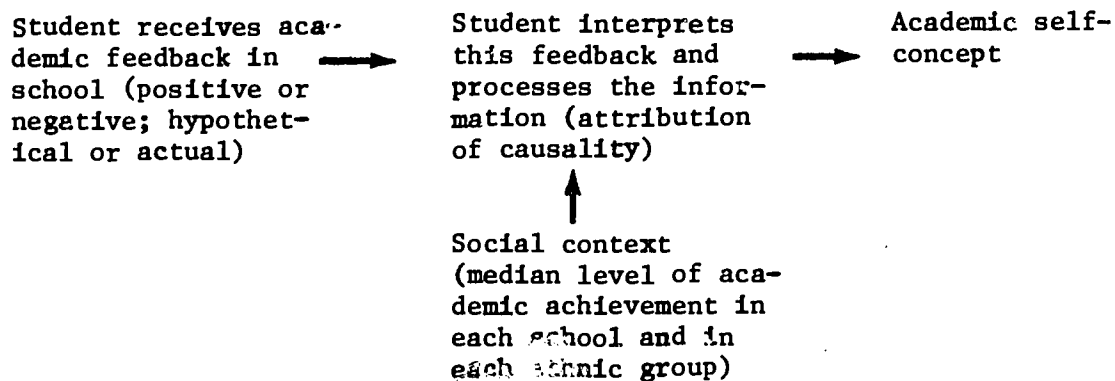 Student receives aca-
demic feedback in
school (positive or
negative; hypothet-
ical or actual)
Student interprets
this feedback and
processes the infor-
mation (attribution
of causality)
Academic self-
concept
Social context
(median level of aca-
demic achievement in
each school and in
each ethnic group)